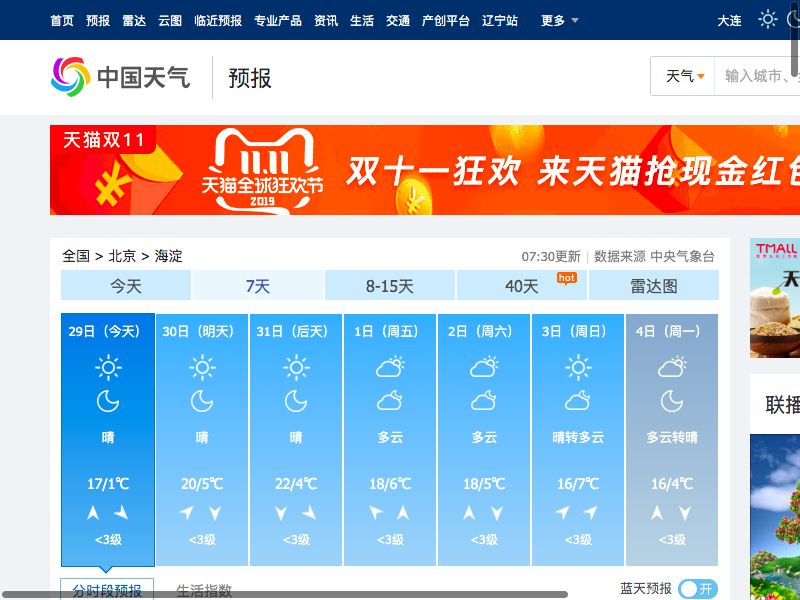 首页 预报 雷达 云图 临近预报 专业产品 资讯 生活 交通 产创平台 辽宁站 更多 大连
中国天气 预报 天气 输入城市、
天猫双11
天猫全球狂欢节
2019
双十一狂欢 来天猫抢现金红包
全国 > 北京 > 海淀 07:30更新 | 数据来源 中央气象台
今天 7天 8-15天 40天 hot 雷达图
TMALL
天
29日（今天） 30日（明天） 31日（后天） 1日（周五） 2日（周六） 3日（周日） 4日（周一）
晴 晴 晴 多云 多云 晴转多云 多云转晴
17/1℃ 20/5℃ 22/4℃ 18/6℃ 18/5℃ 16/7℃ 16/4℃
<3级 <3级 <3级 <3级 <3级 <3级 <3级
联播
分时段预报 生活指数 蓝天预报 开